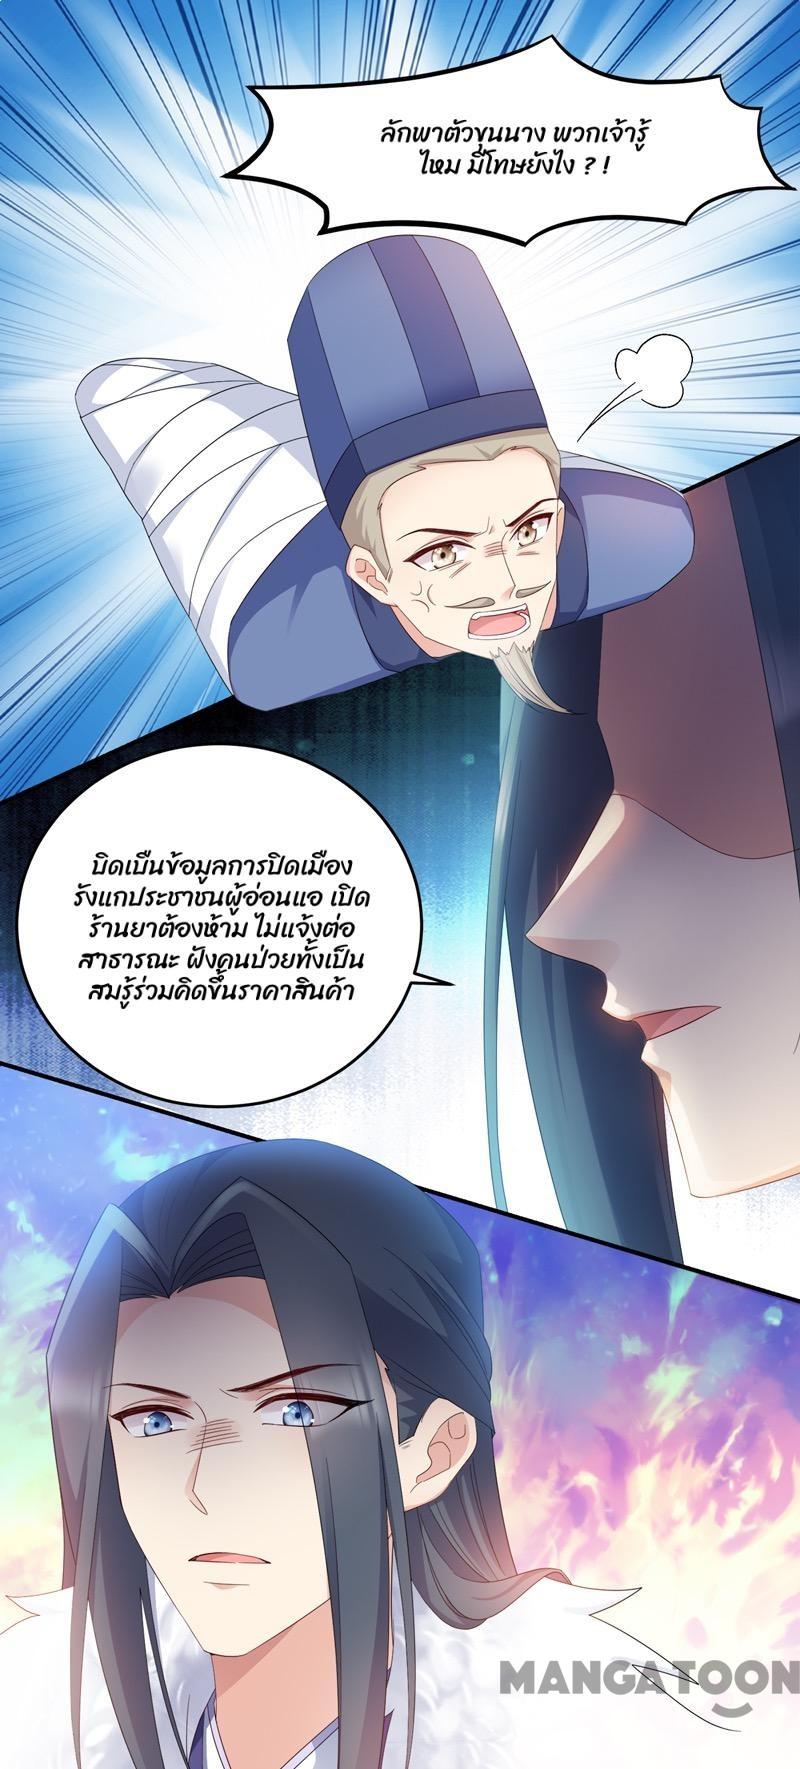 ลักพาตัวขุนนาง พวกเจ้ารู้
ไหม มีโทษยังไง ? !
บิดเบือนข้อมูลการปิดเมือง
รังแกประชาชนผู้อ่อนแอ เปิด
ร้านยาต้องห้าม ไม่แจ้งต่อ
สาธารณะ ฝังคนป่วยทั้งเป็น
สมรู้ร่วมคิดขึ้นราคาสินค้า
MANGATOON